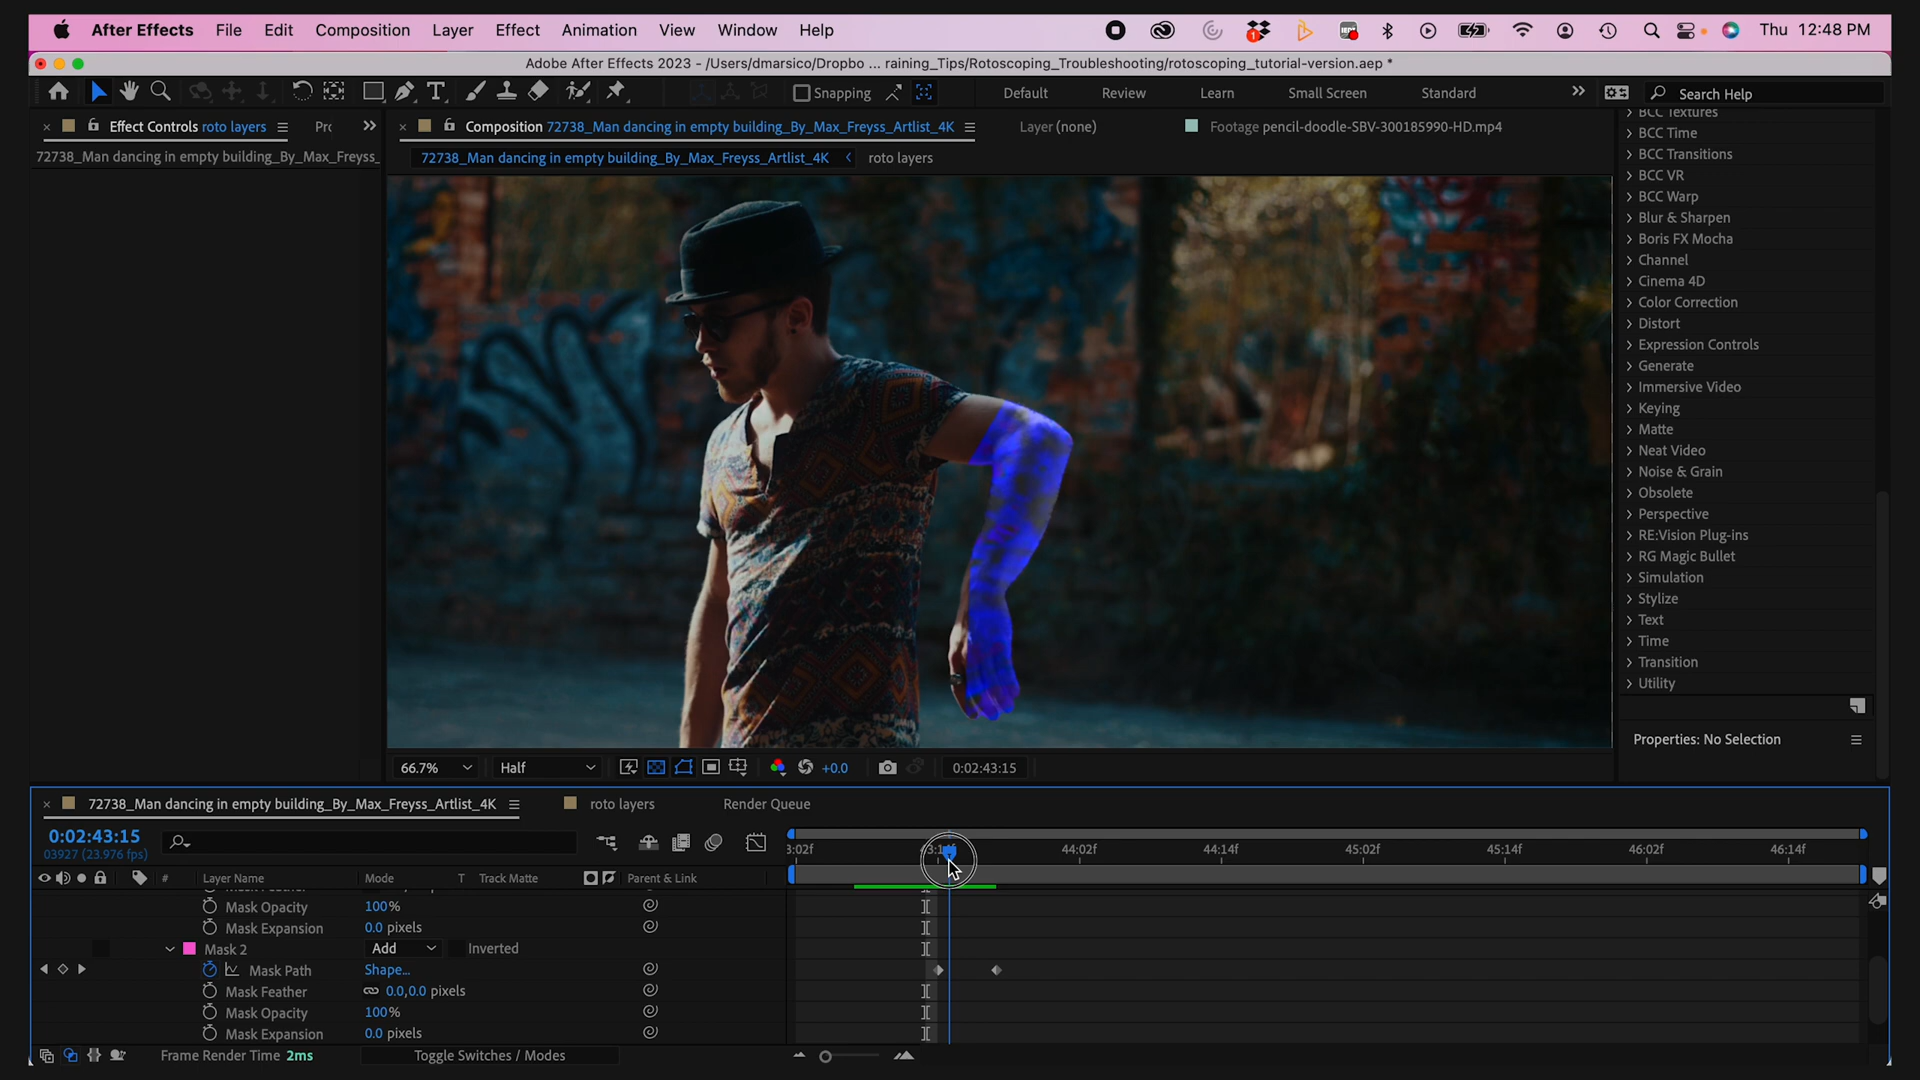 After Effects File Edit Composition Layer Effect Animation View Window Help Thu 12:48 PM
Adobe After Effects 2023 - /Users/dmarsico/Dropbo ... raining_Tips/Rotoscoping_Troubleshooting/rotoscoping_tutorial-version.aep *
Snapping Default Review Learn Small Screen Standard Search Help
Effect Controls roto layers Prc Composition 72738_Man dancing in empty building_By_Max_Freyss_Artlist_4K Layer (none) Footage pencil-doodle-SBV-300185990-HD.mp4
72738_Man dancing in empty building_By_Max_Freyss_ 72738_Man dancing in empty building_By_Max_Freyss_Artlist_4K roto layers
BCC Textures
BCC Time
BCC Transitions
BCC VR
BCC Warp
Blur & Sharpen
Boris FX Mocha
Channel
Cinema 4D
Color Correction
Distort
Expression Controls
Generate
Immersive Video
Keying
Matte
Neat Video
Noise & Grain
Obsolete
Perspective
RE:Vision Plug-ins
RG Magic Bullet
Simulation
Stylize
Text
Time
Transition
Utility
Properties: No Selection
66.7% Half +0.0 0:02:43:15
72738_Man dancing in empty building_By_Max_Freyss_Artlist_4K roto layers Render Queue
0:02:43:15
03927 (23.976 fps)
3:02f 43:14f 44:02f 44:14f 45:02f 45:14f 46:02f 46:14f
# Layer Name Mode T Track Matte Parent & Link
Mask Opacity 100%
Mask Expansion 0.0 pixels
Mask 2 Add Inverted
Mask Path Shape...
Mask Feather 0.0,0.0 pixels
Mask Opacity 100%
Mask Expansion 0.0 pixels
Frame Render Time 2ms Toggle Switches / Modes